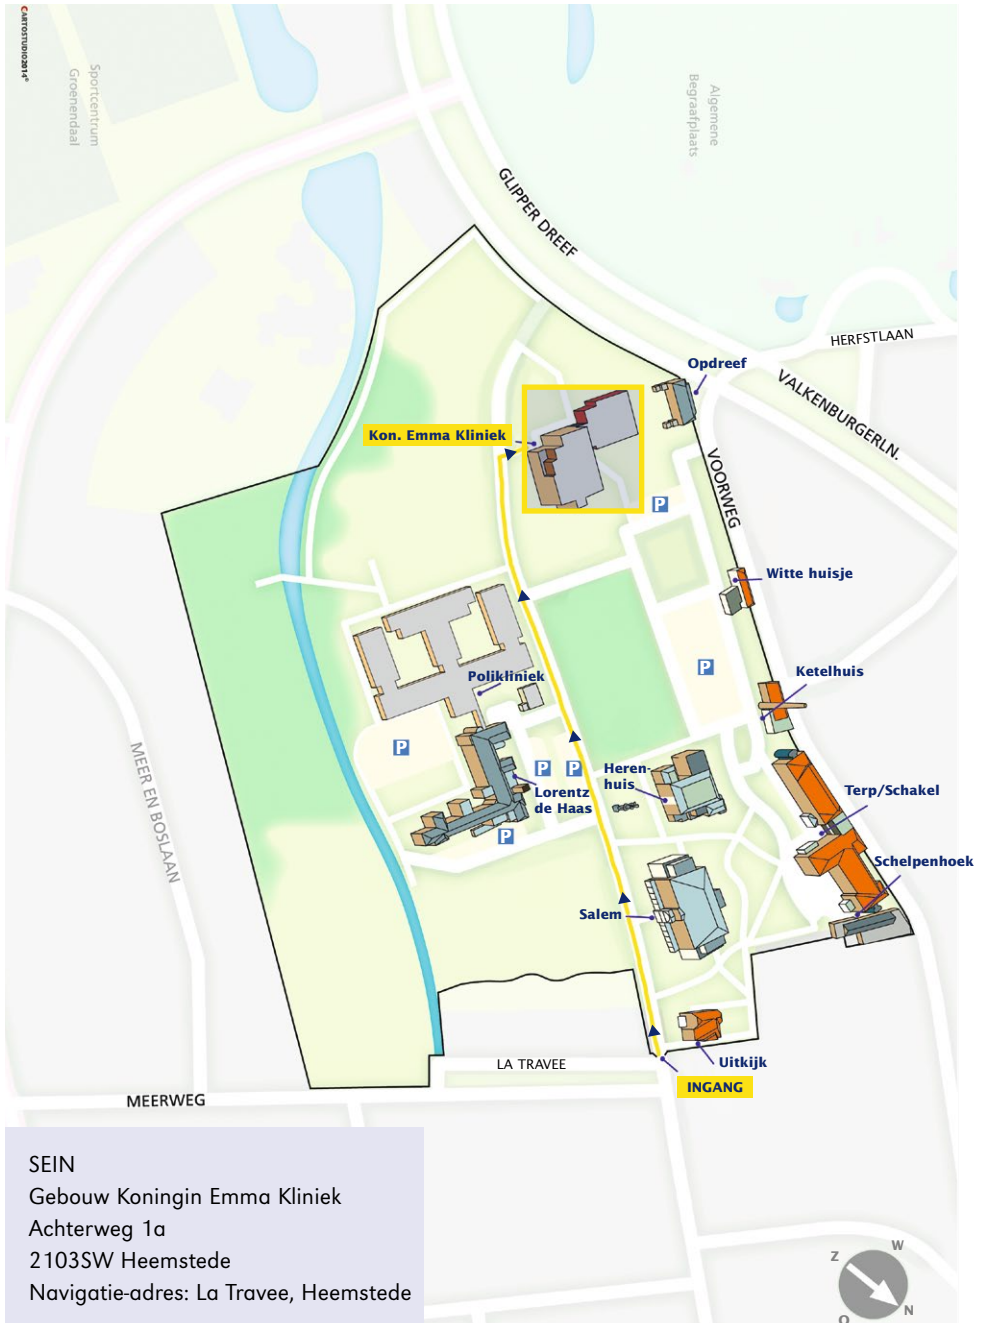 CARTOSTUDIO2014©
Sportcentrum
Groenendaal
Algemene
Begraafplaats
GLIPPER DREEF
HERFSTLAAN
VALKENBURGERLN.
Opdreef
Kon. Emma Kliniek
VOORWEG
P
Witte huisje
P
Ketelhuis
Polikliniek
P
P
P
Lorentz
de Haas
P
Heren-
huis
Terp/Schakel
Schelpenhoek
Salem
MEER EN BOSLAAN
LA TRAVEE
Uitkijk
INGANG
MEERWEG
SEIN
Gebouw Koningin Emma Kliniek
Achterweg 1a
2103SW Heemstede
Navigatie-adres: La Travee, Heemstede
Z
W
N
O